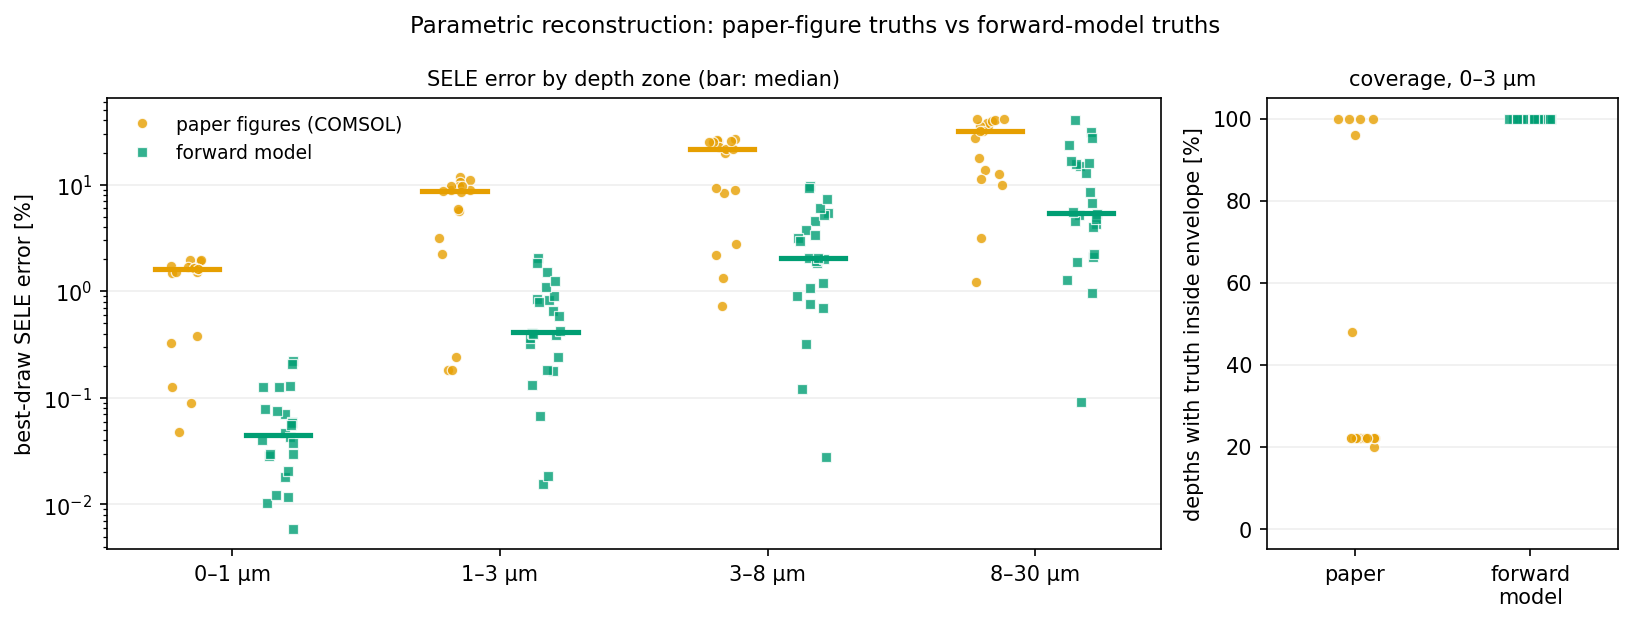 Parametric reconstruction: paper-figure truths vs forward-model truths
SELE error by depth zone (bar: median)
best-draw SELE error [%]
10¹
10⁰
10⁻¹
10⁻²
paper figures (COMSOL)
forward model
0–1 µm
1–3 µm
3–8 µm
8–30 µm
coverage, 0–3 µm
depths with truth inside envelope [%]
100
80
60
40
20
0
paper
forward
model